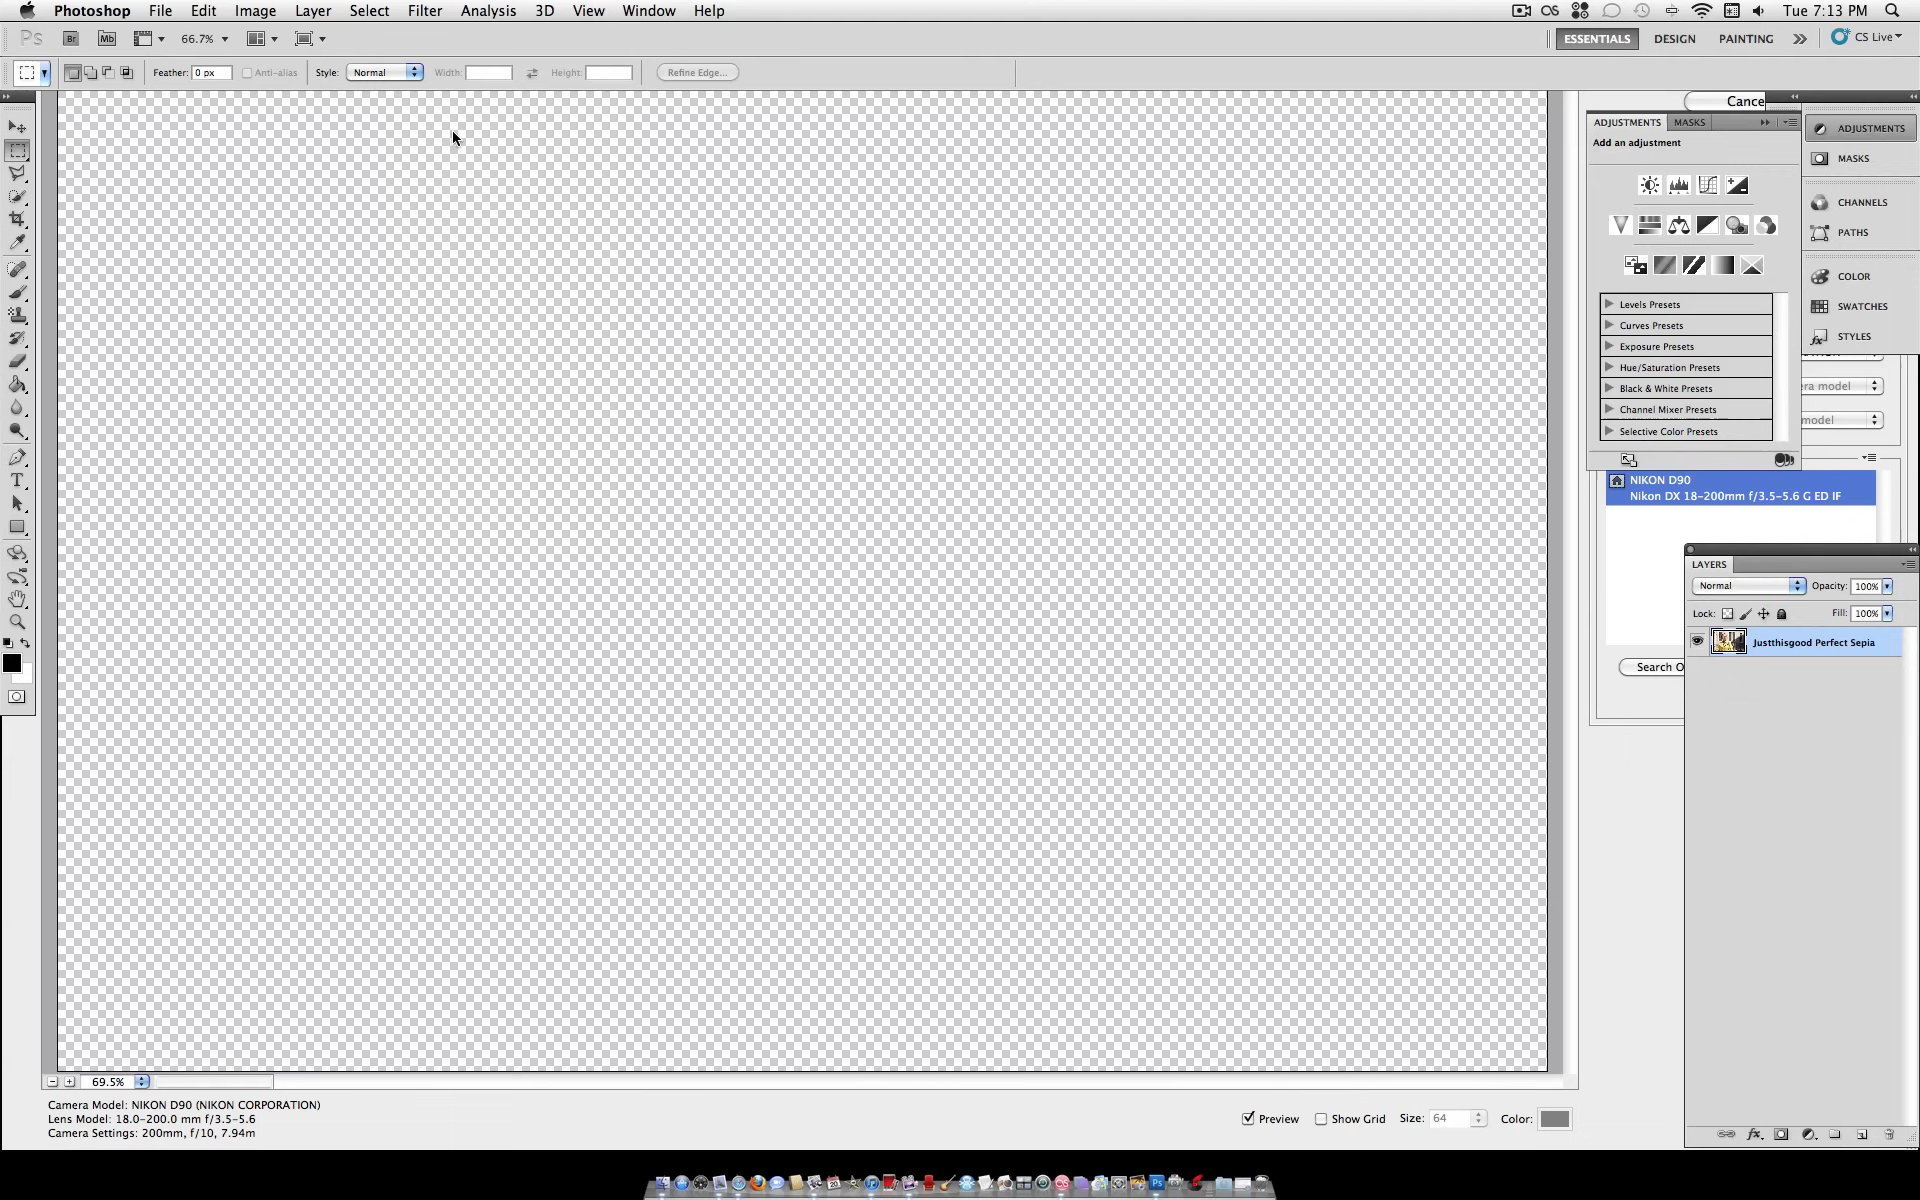 Photoshop File Edit Image Layer Select Filter Analysis 3D View Window Help Tue 7:13 PM
Ps Br Mb 66.7% ESSENTIALS DESIGN PAINTING CS Live
Feather: 0 px Anti-alias Style: Normal Width: Height: Refine Edge...
Cance
ADJUSTMENTS MASKS
Add an adjustment
Levels Presets
Curves Presets
Exposure Presets
Hue/Saturation Presets
Black & White Presets
Channel Mixer Presets
Selective Color Presets
ADJUSTMENTS
MASKS
CHANNELS
PATHS
COLOR
SWATCHES
STYLES
era model
model
NIKON D90
Nikon DX 18-200mm f/3.5-5.6 G ED IF
Search O
LAYERS
Normal Opacity: 100%
Lock: Fill: 100%
Justthisgood Perfect Sepia
69.5%
Camera Model: NIKON D90 (NIKON CORPORATION)
Lens Model: 18.0-200.0 mm f/3.5-5.6
Camera Settings: 200mm, f/10, 7.94m
Preview Show Grid Size: 64 Color: